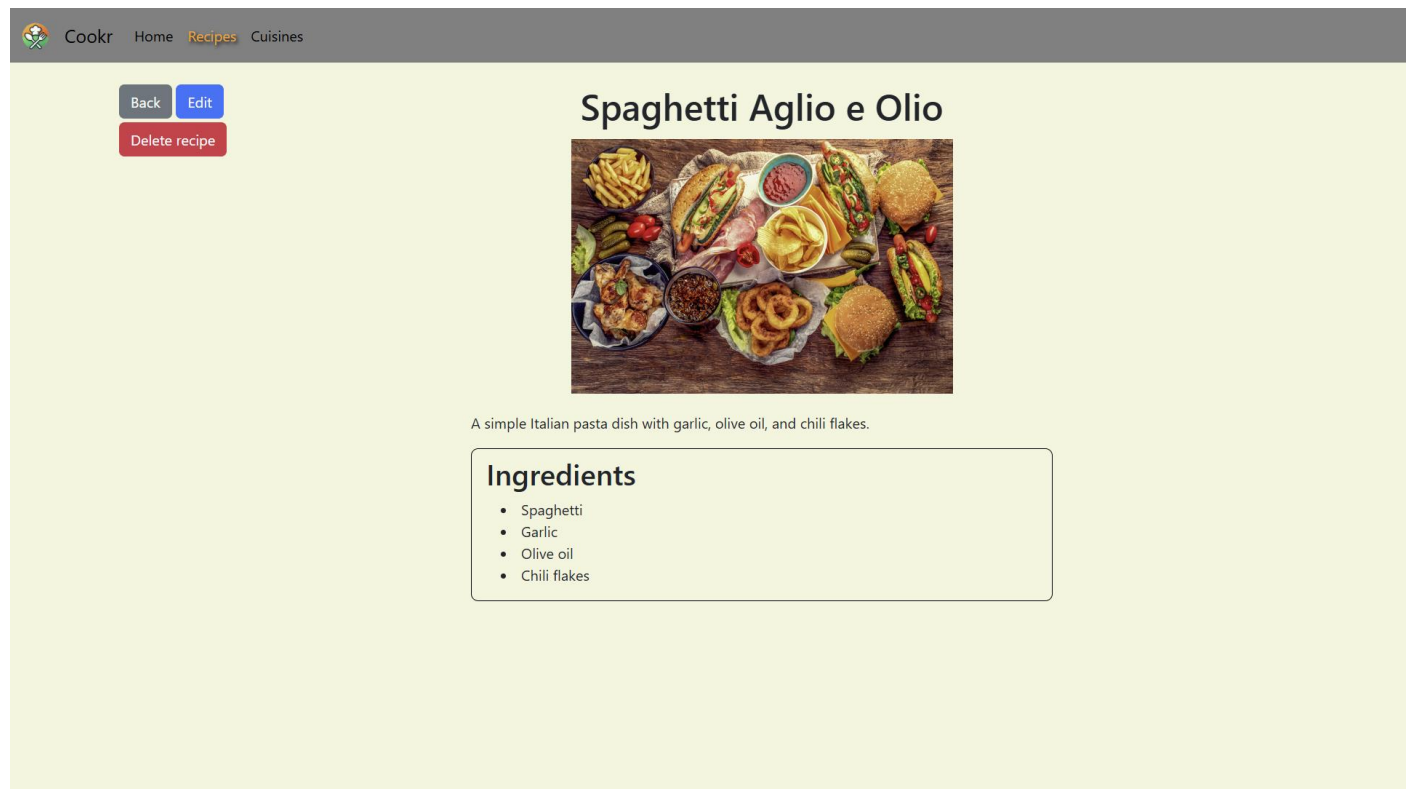 Cookr Home Recipes Cuisines
Back Edit
Delete recipe
Spaghetti Aglio e Olio
A simple Italian pasta dish with garlic, olive oil, and chili flakes.
Ingredients
Spaghetti
Garlic
Olive oil
Chili flakes